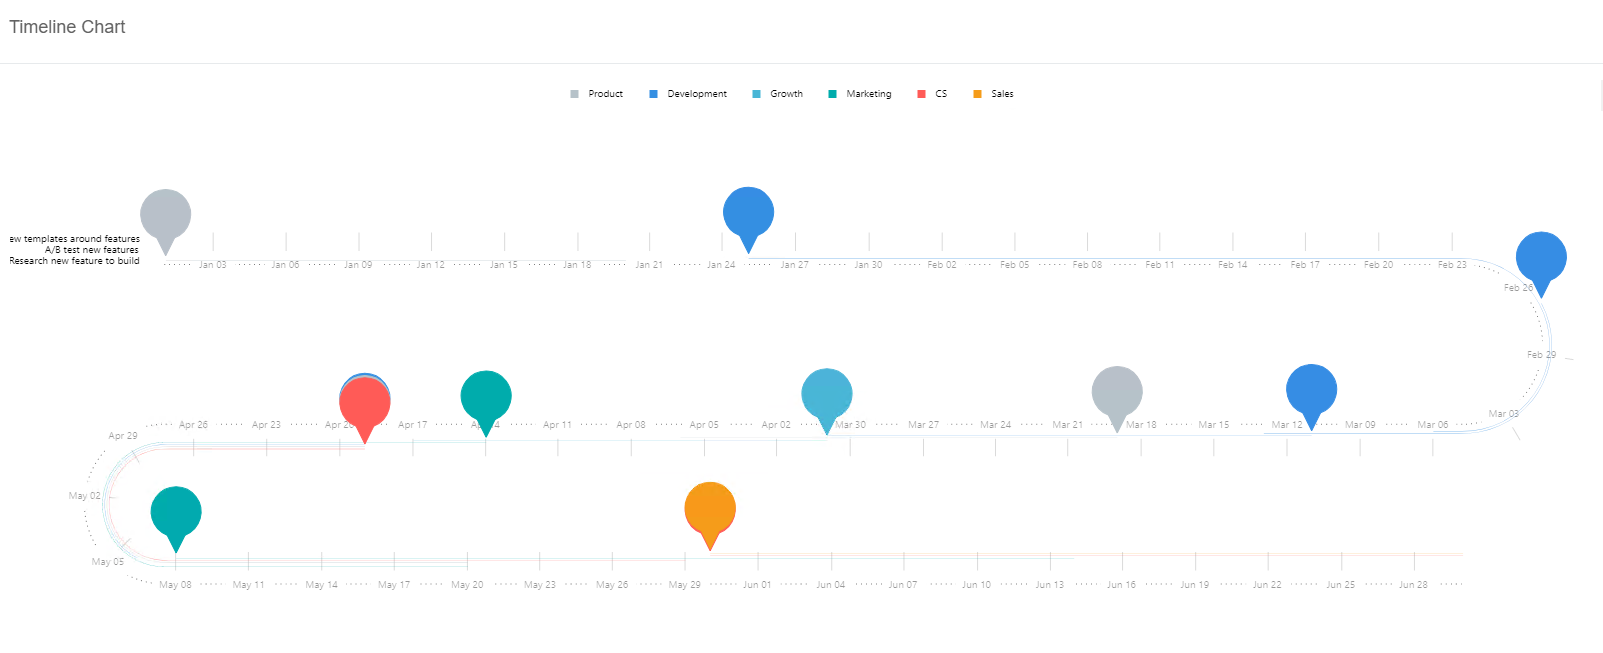 Timeline Chart
Product Development Growth Marketing CS Sales
ew templates around features
A/B test new features
Research new feature to build
Jan 03 Jan 06 Jan 09 Jan 12 Jan 15 Jan 18 Jan 21 Jan 24 Jan 27 Jan 30 Feb 02 Feb 05 Feb 08 Feb 11 Feb 14 Feb 17 Feb 20 Feb 23
Feb 26
Feb 29
Mar 03
Apr 26 Apr 23 Apr 17 Apr 11 Apr 08 Apr 05 Apr 02 Mar 30 Mar 27 Mar 24 Mar 21 Mar 18 Mar 15 Mar 12 Mar 09 Mar 06
Apr 29
May 02
May 05
May 08 May 11 May 14 May 17 May 20 May 23 May 26 May 29 Jun 01 Jun 04 Jun 07 Jun 10 Jun 13 Jun 16 Jun 19 Jun 22 Jun 25 Jun 28